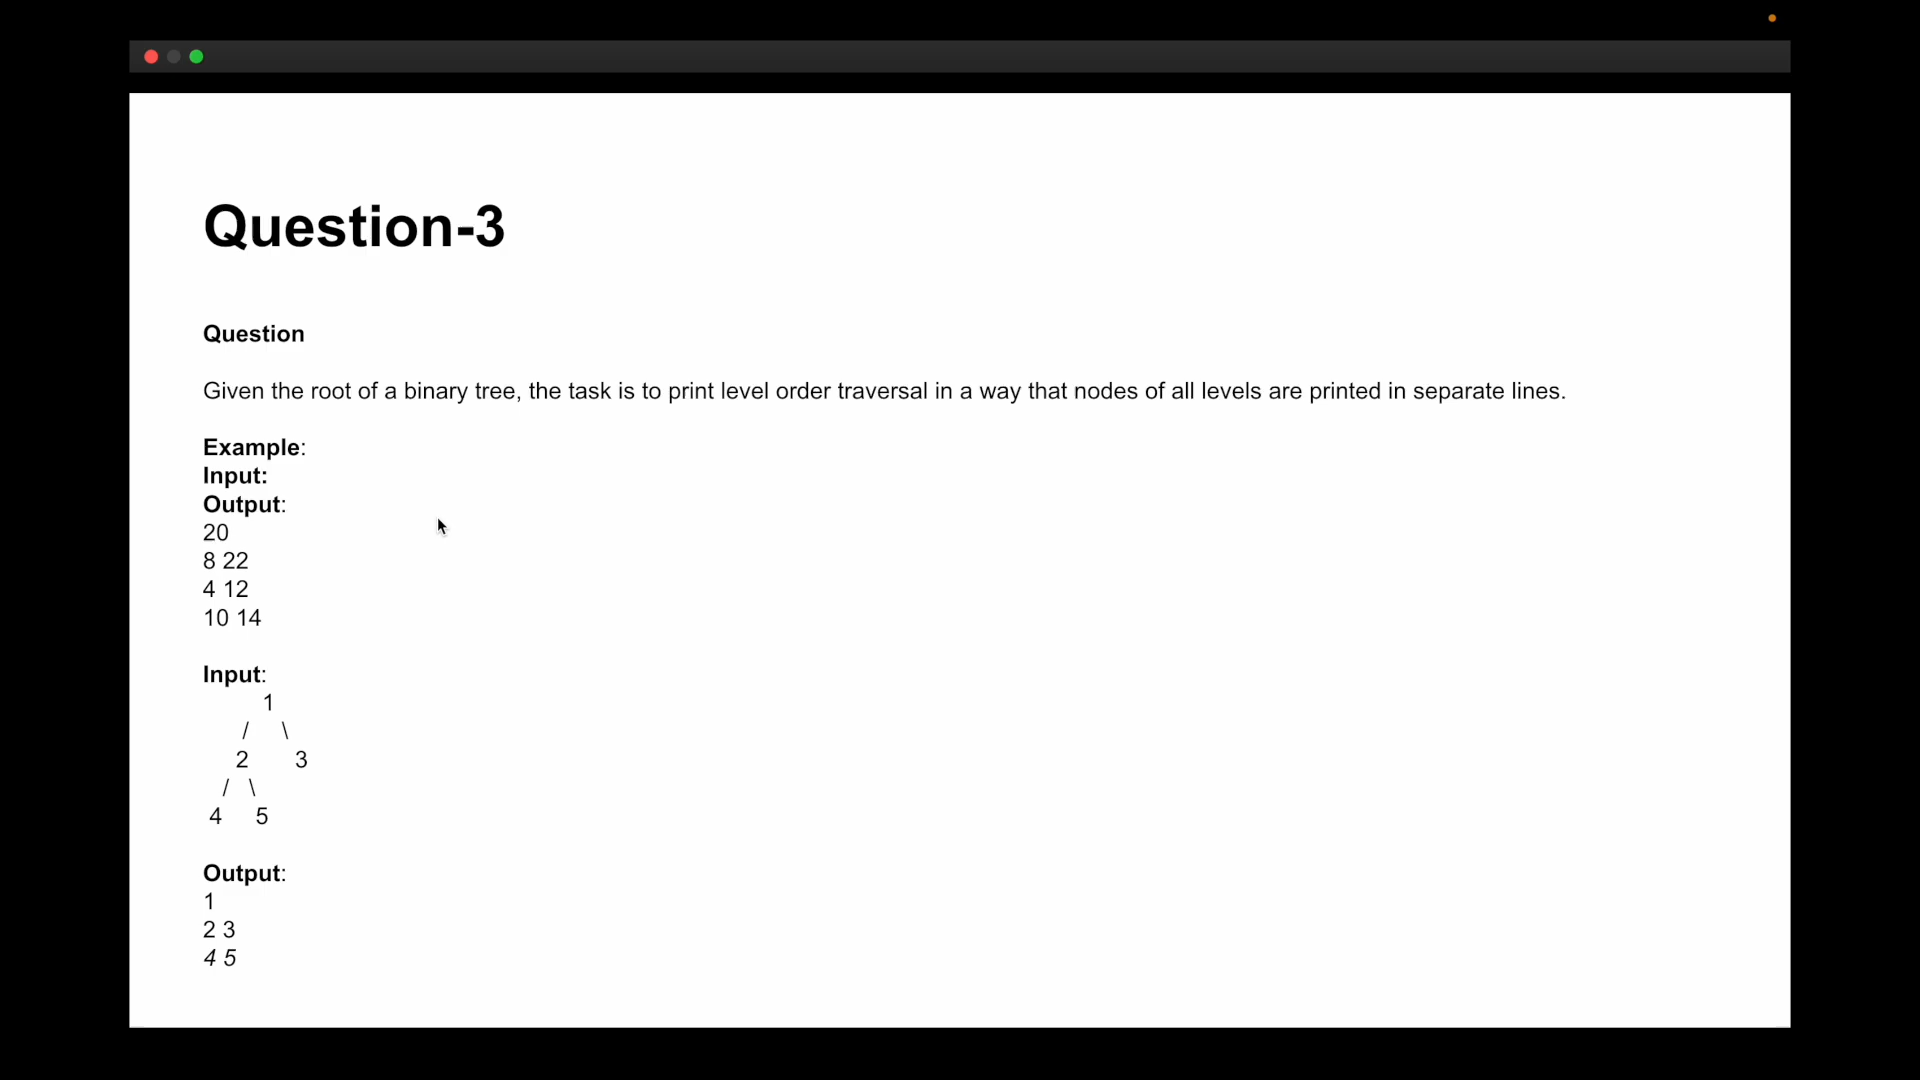 Question-3
Question
Given the root of a binary tree, the task is to print level order traversal in a way that nodes of all levels are printed in separate lines.
Example:
Input:
Output:
20
8 22
4 12
10 14
Input:
1
/ \
2 3
/ \
4 5
Output:
1
2 3
4 5